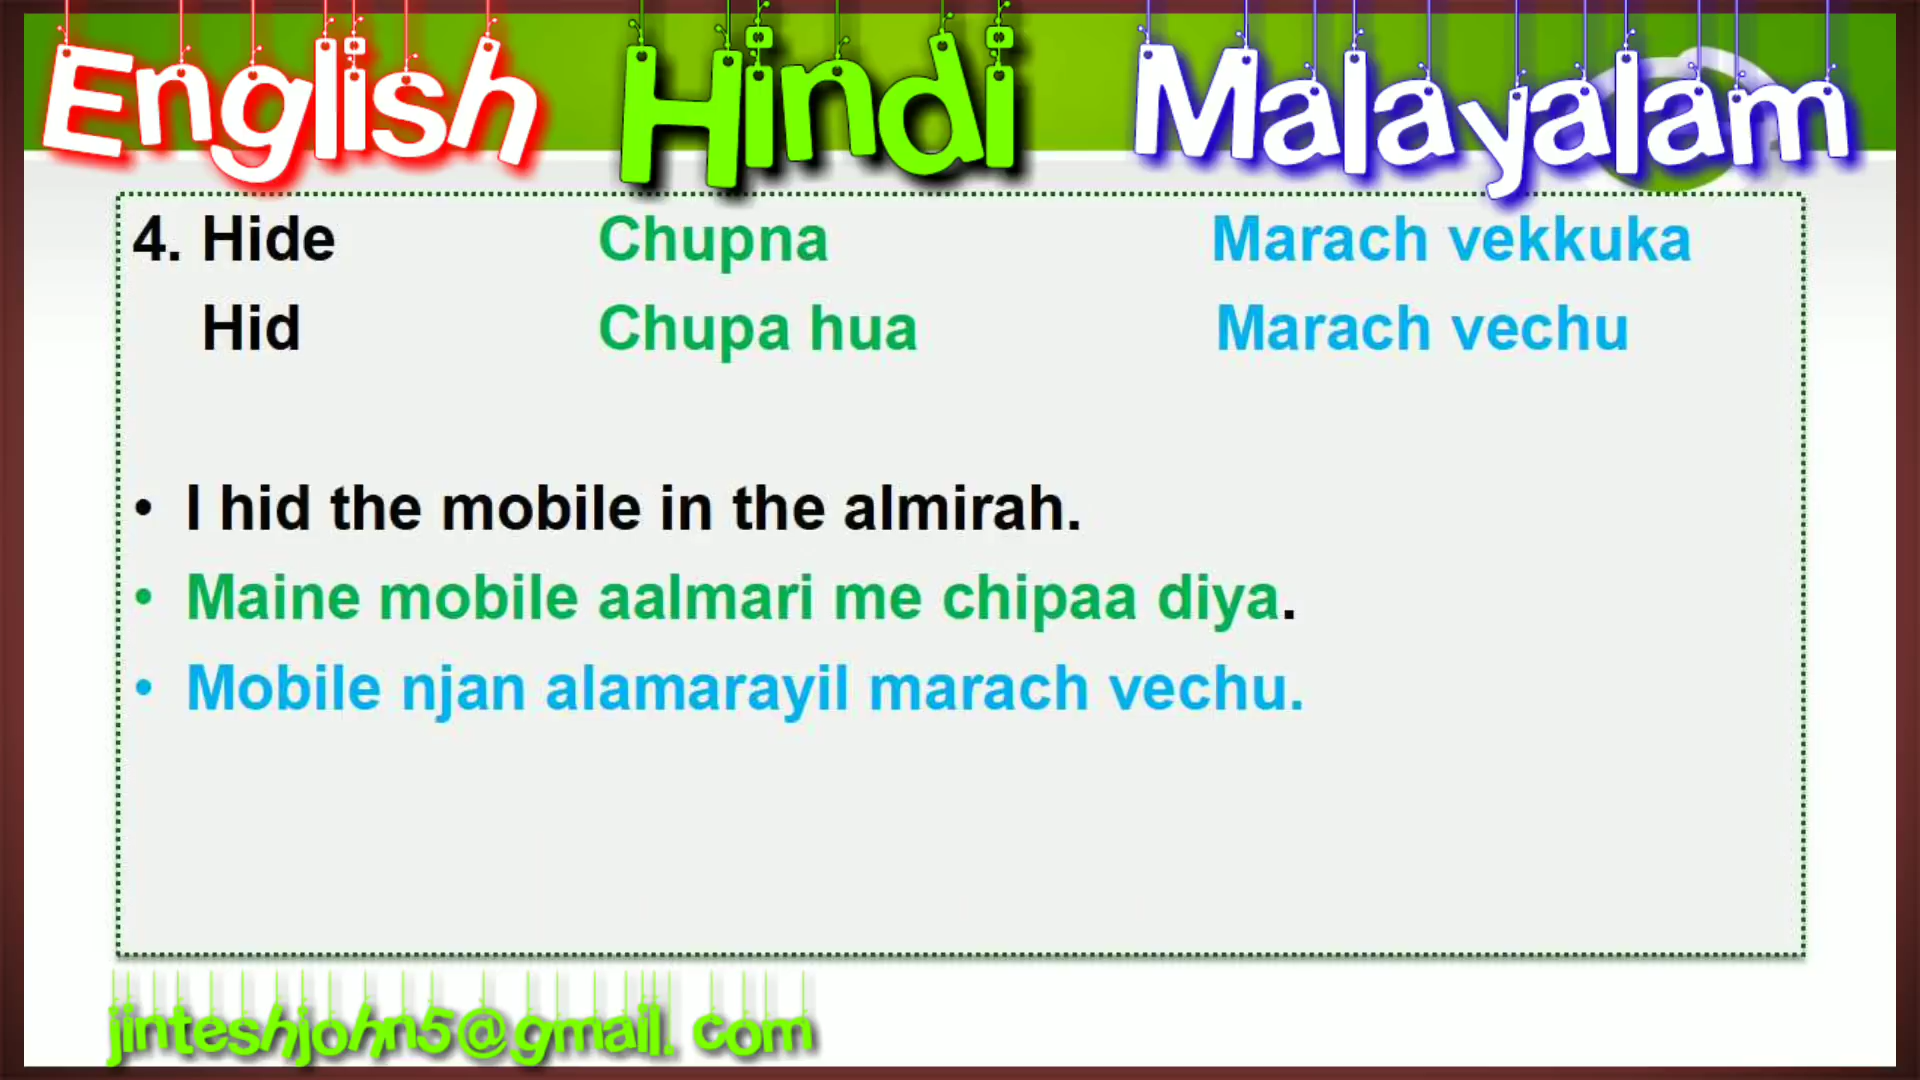 English Hindi Malayalam
4. Hide Chupna Marach vekkuka
Hid Chupa hua Marach vechu
• I hid the mobile in the almirah.
• Maine mobile aalmari me chipaa diya.
• Mobile njan alamarayil marach vechu.
jinteshjohn5@gmail. com